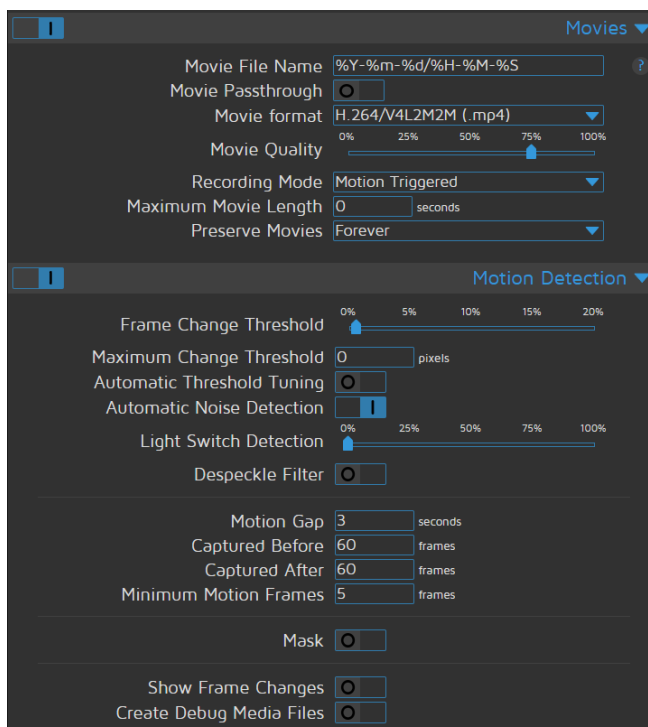 Movies
Movie File Name %Y-%m-%d/%H-%M-%S ?
Movie Passthrough
Movie format H.264/V4L2M2M (.mp4)
0% 25% 50% 75% 100%
Movie Quality
Recording Mode Motion Triggered
Maximum Movie Length 0 seconds
Preserve Movies Forever
Motion Detection
0% 5% 10% 15% 20%
Frame Change Threshold
Maximum Change Threshold 0 pixels
Automatic Threshold Tuning
Automatic Noise Detection
0% 25% 50% 75% 100%
Light Switch Detection
Despeckle Filter
Motion Gap 3 seconds
Captured Before 60 frames
Captured After 60 frames
Minimum Motion Frames 5 frames
Mask
Show Frame Changes
Create Debug Media Files